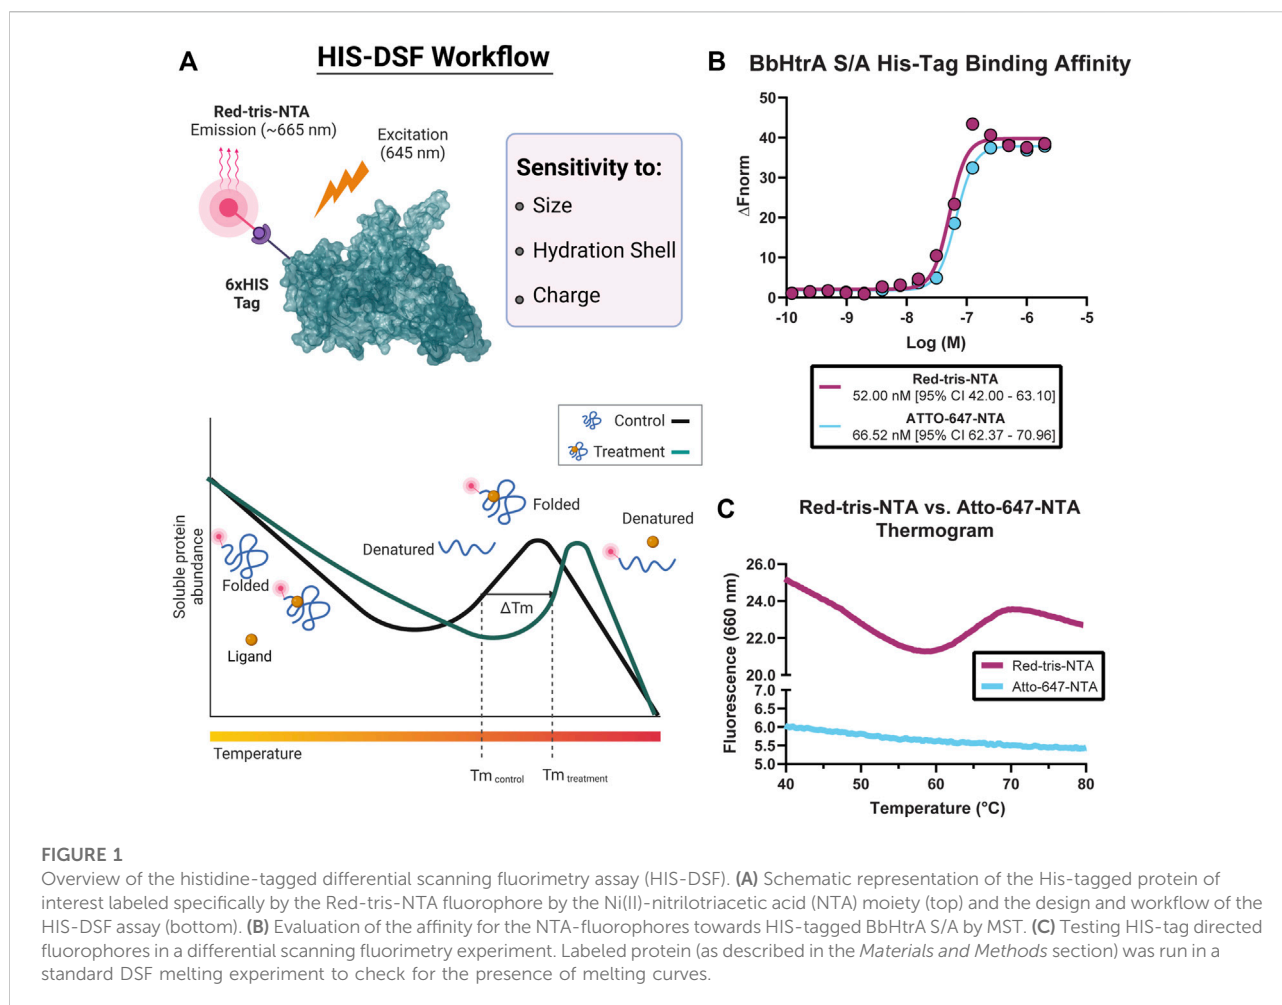 A
HIS-DSF Workflow
Red-tris-NTA
Emission (~665 nm)
Excitation
(645 nm)
6xHIS
Tag
Sensitivity to:
Size
Hydration Shell
Charge
Control
Treatment
Soluble protein
abundance
Folded
Ligand
Denatured
Folded
Denatured
ΔTm
Temperature
Tm control
Tm treatment
B
BbHtrA S/A His-Tag Binding Affinity
ΔFnorm
50
40
30
20
10
0
-10
-9
-8
-7
-6
-5
Log (M)
Red-tris-NTA
52.00 nM [95% CI 42.00 - 63.10]
ATTO-647-NTA
66.52 nM [95% CI 62.37 - 70.96]
C
Red-tris-NTA vs. Atto-647-NTA
Thermogram
Fluorescence (660 nm)
26.0
24.0
22.0
20.0
7.0
6.5
6.0
5.5
5.0
Red-tris-NTA
Atto-647-NTA
40
50
60
70
80
Temperature (°C)
FIGURE 1
Overview of the histidine-tagged differential scanning fluorimetry assay (HIS-DSF). (A) Schematic representation of the His-tagged protein of
interest labeled specifically by the Red-tris-NTA fluorophore by the Ni(II)-nitrilotriacetic acid (NTA) moiety (top) and the design and workflow of the
HIS-DSF assay (bottom). (B) Evaluation of the affinity for the NTA-fluorophores towards HIS-tagged BbHtrA S/A by MST. (C) Testing HIS-tag directed
fluorophores in a differential scanning fluorimetry experiment. Labeled protein (as described in the Materials and Methods section) was run in a
standard DSF melting experiment to check for the presence of melting curves.